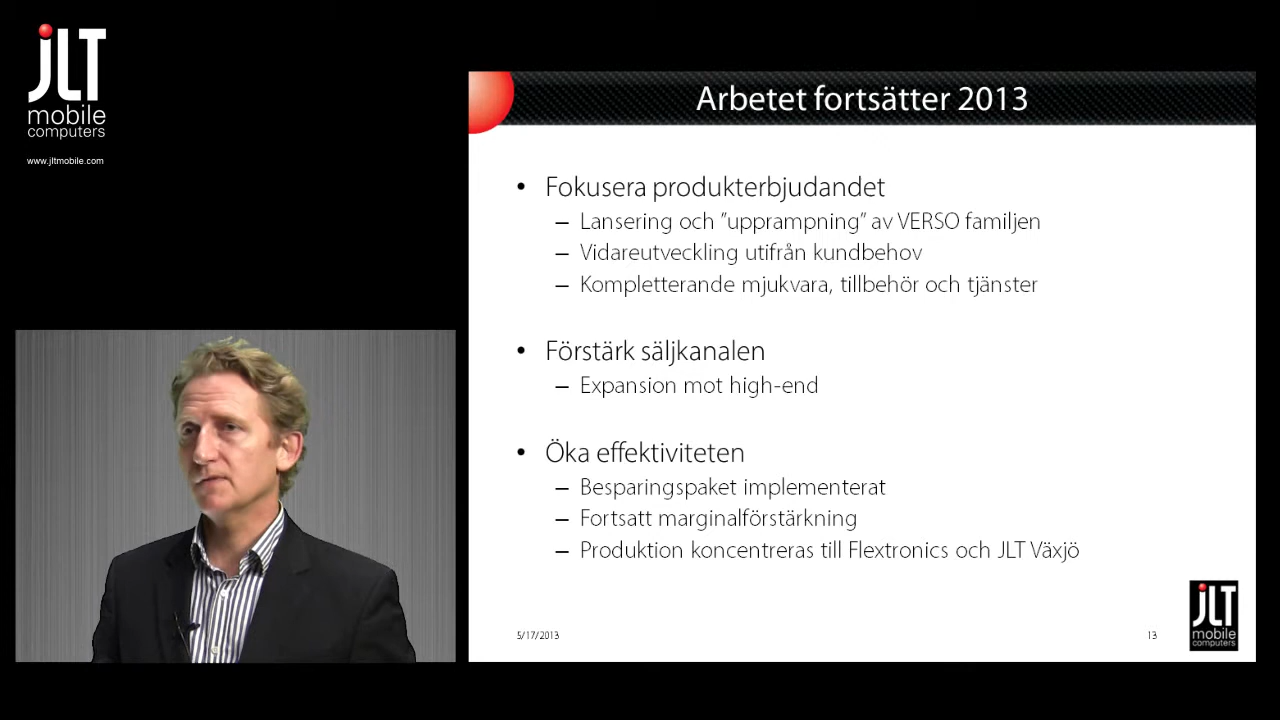 JLT
mobile
computers
www.jltmobile.com
Arbetet fortsätter 2013
• Fokusera produkterbjudandet
– Lansering och ”upprampning” av VERSO familjen
– Vidareutveckling utifrån kundbehov
– Kompletterande mjukvara, tillbehör och tjänster
• Förstärk säljkanalen
– Expansion mot high-end
• Öka effektiviteten
– Besparingspaket implementerat
– Fortsatt marginalförstärkning
– Produktion koncentreras till Flextronics och JLT Växjö
5/17/2013
13
JLT
mobile
computers